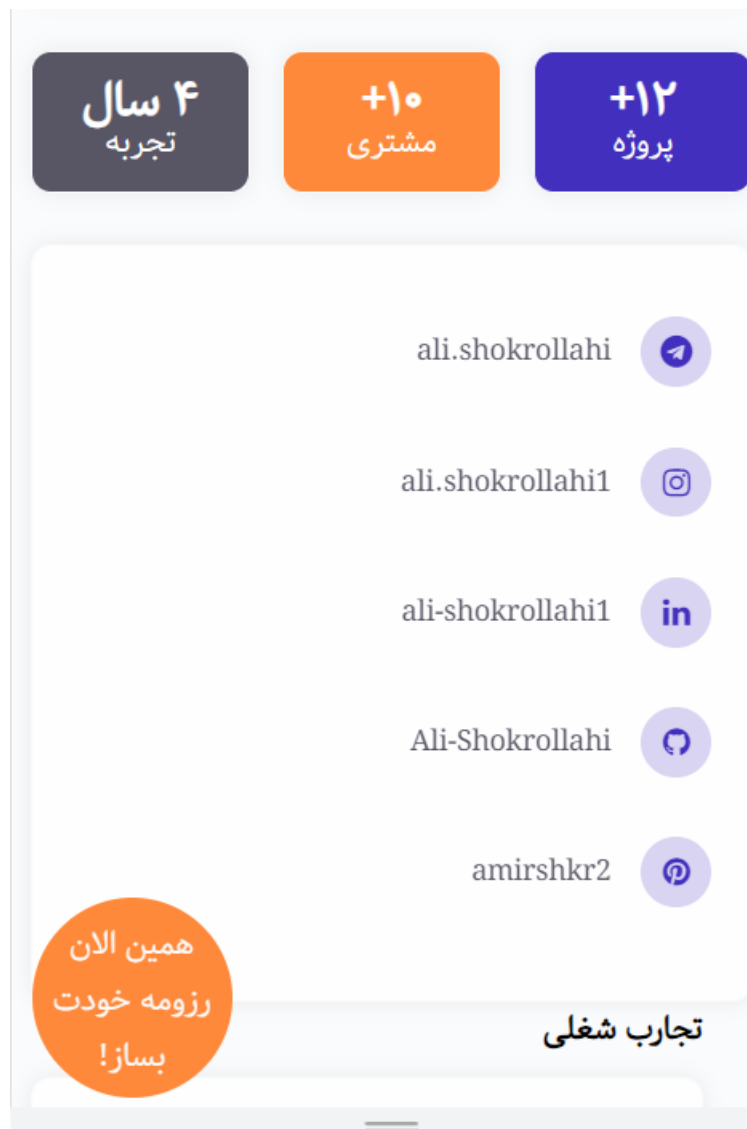 +۱۲
پروژه
+۱۰
مشتری
۴ سال
تجربه
ali.shokrollahi
ali.shokrollahi1
in
ali-shokrollahi1
Ali-Shokrollahi
amirshkr2
همین الان
رزومه خودت
بساز!
تجارب شغلی